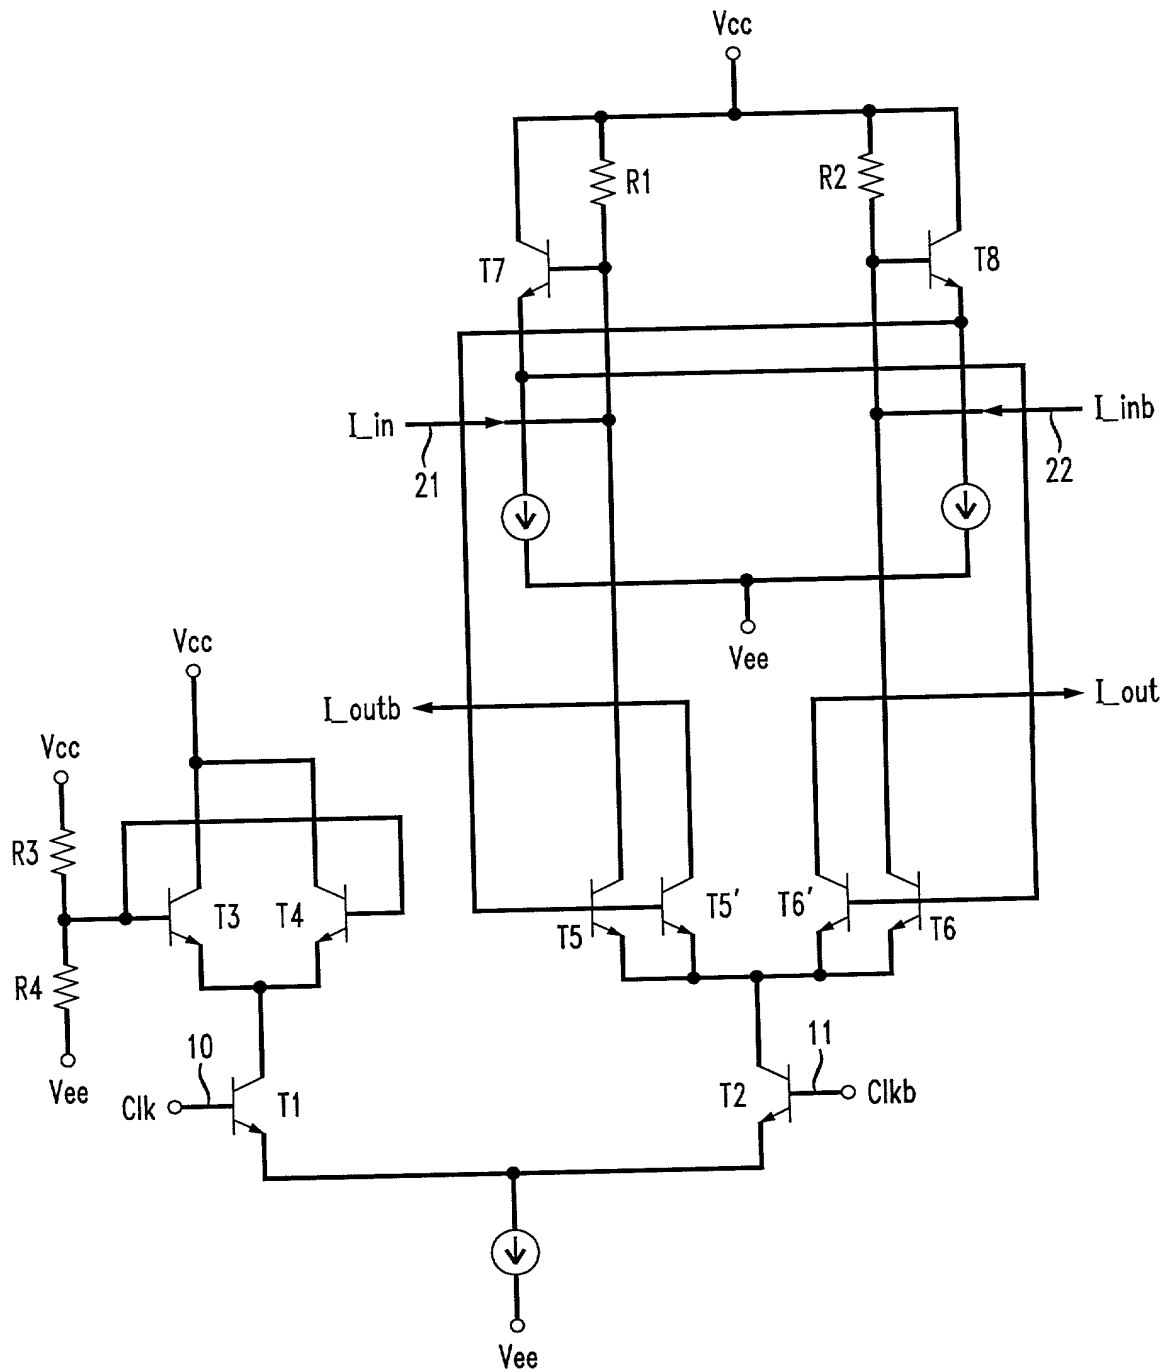 Vcc
R1
R2
T7
T8
I_in
I_inb
21
22
Vee
Vcc
I_outb
I_out
Vcc
R3
T3
T4
T5
T5'
T6'
T6
R4
Vee
10
11
Clk
T1
T2
Clkb
Vee